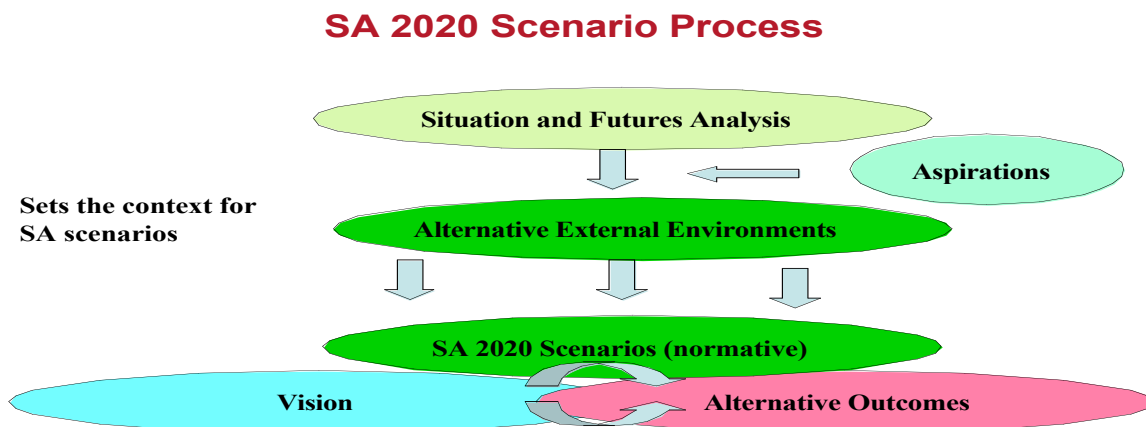 SA 2020 Scenario Process
Situation and Futures Analysis
Aspirations
Sets the context for
SA scenarios
Alternative External Environments
SA 2020 Scenarios (normative)
Vision
Alternative Outcomes